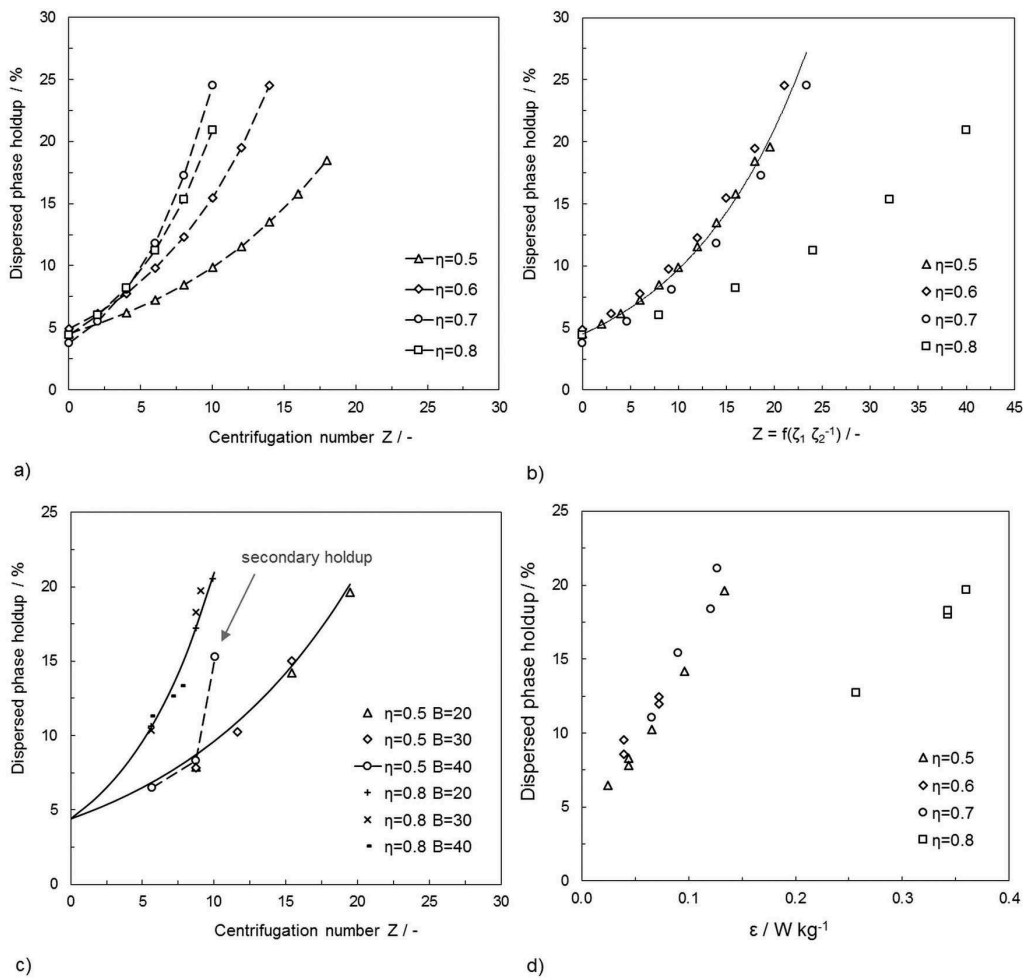 30
25
20
15
10
5
0
0 5 10 15 20 25 30
Dispersed phase holdup / %
Centrifugation number Z / -
η=0.5
η=0.6
η=0.7
η=0.8
a)
30
25
20
15
10
5
0
0 5 10 15 20 25 30 35 40 45
Dispersed phase holdup / %
Z = f(ζ₁ ζ₂⁻¹) / -
η=0.5
η=0.6
η=0.7
η=0.8
b)
25
20
15
10
5
0
0 5 10 15 20 25 30
Dispersed phase holdup / %
Centrifugation number Z / -
secondary holdup
η=0.5 B=20
η=0.5 B=30
η=0.5 B=40
η=0.8 B=20
η=0.8 B=30
η=0.8 B=40
c)
25
20
15
10
5
0
0 0.1 0.2 0.3 0.4
Dispersed phase holdup/ %
ε / W kg⁻¹
η=0.5
η=0.6
η=0.7
η=0.8
d)